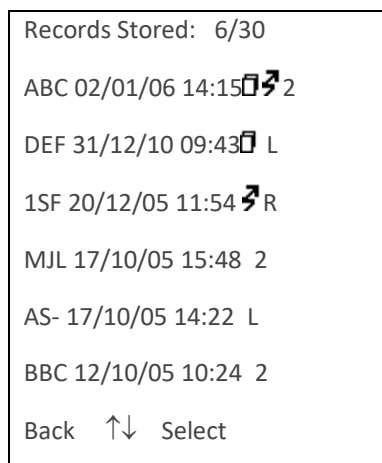 Records Stored: 6/30
ABC 02/01/06 14:15 2
DEF 31/12/10 09:43 L
1SF 20/12/05 11:54 R
MJL 17/10/05 15:48 2
AS- 17/10/05 14:22 L
BBC 12/10/05 10:24 2
Back ↑↓ Select